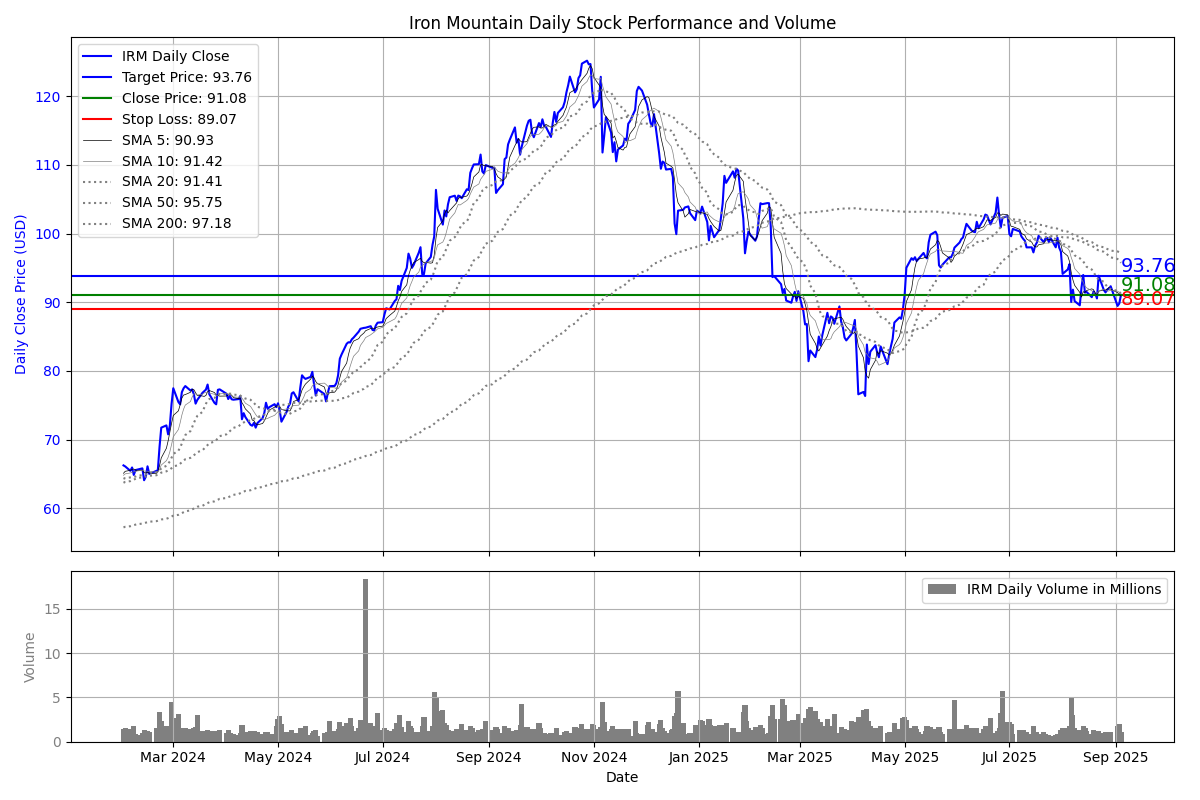 Iron Mountain Daily Stock Performance and Volume
IRM Daily Close
Target Price: 93.76
Close Price: 91.08
Stop Loss: 89.07
SMA 5: 90.93
SMA 10: 91.42
SMA 20: 91.41
SMA 50: 95.75
SMA 200: 97.18
Daily Close Price (USD)
120
110
100
90
80
70
60
93.76
91.08
89.07
IRM Daily Volume in Millions
Volume
15
10
5
0
Mar 2024 May 2024 Jul 2024 Sep 2024 Nov 2024 Jan 2025 Mar 2025 May 2025 Jul 2025 Sep 2025
Date